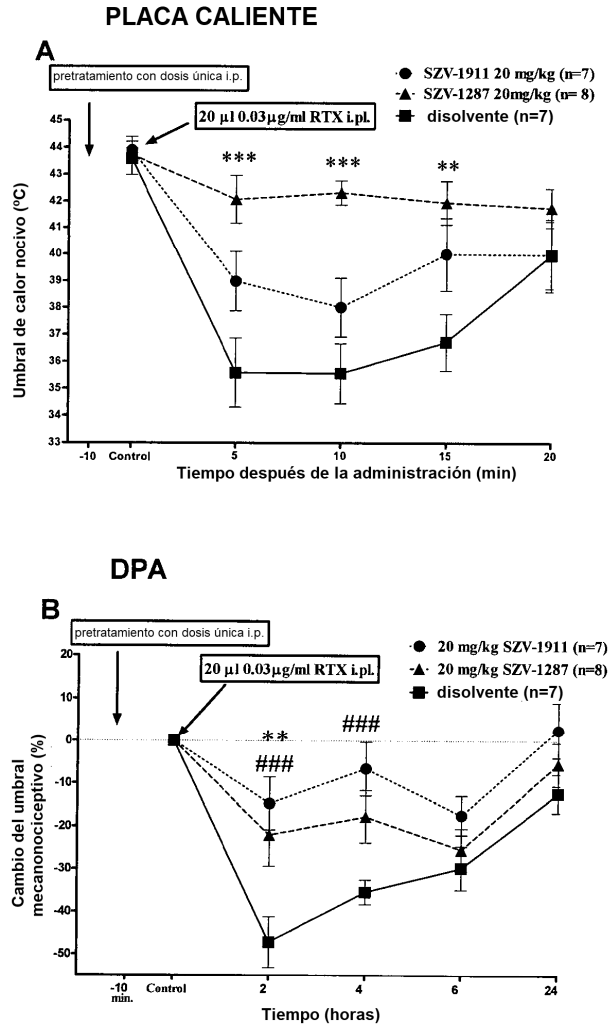 PLACA CALIENTE
A
pretratamiento con dosis única i.p.
SZV-1911 20 mg/kg (n=7)
SZV-1287 20mg/kg (n= 8)
disolvente (n=7)
20 µl 0.03µg/ml RTX i.pl.
Umbral de calor nocivo (ºC)
45
44
43
42
41
40
39
38
37
36
35
34
33
*** *** **
-10 Control 5 10 15 20
Tiempo después de la administración (min)
DPA
B
pretratamiento con dosis única i.p.
20 mg/kg SZV-1911 (n=7)
20 mg/kg SZV-1287 (n=8)
disolvente (n=7)
20 µl 0.03µg/ml RTX i.pl.
Cambio del umbral
mecanonociceptivo (%)
20
10
0
-10
-20
-30
-40
-50
** ###
###
-10
min. Control 2 4 6 24
Tiempo (horas)